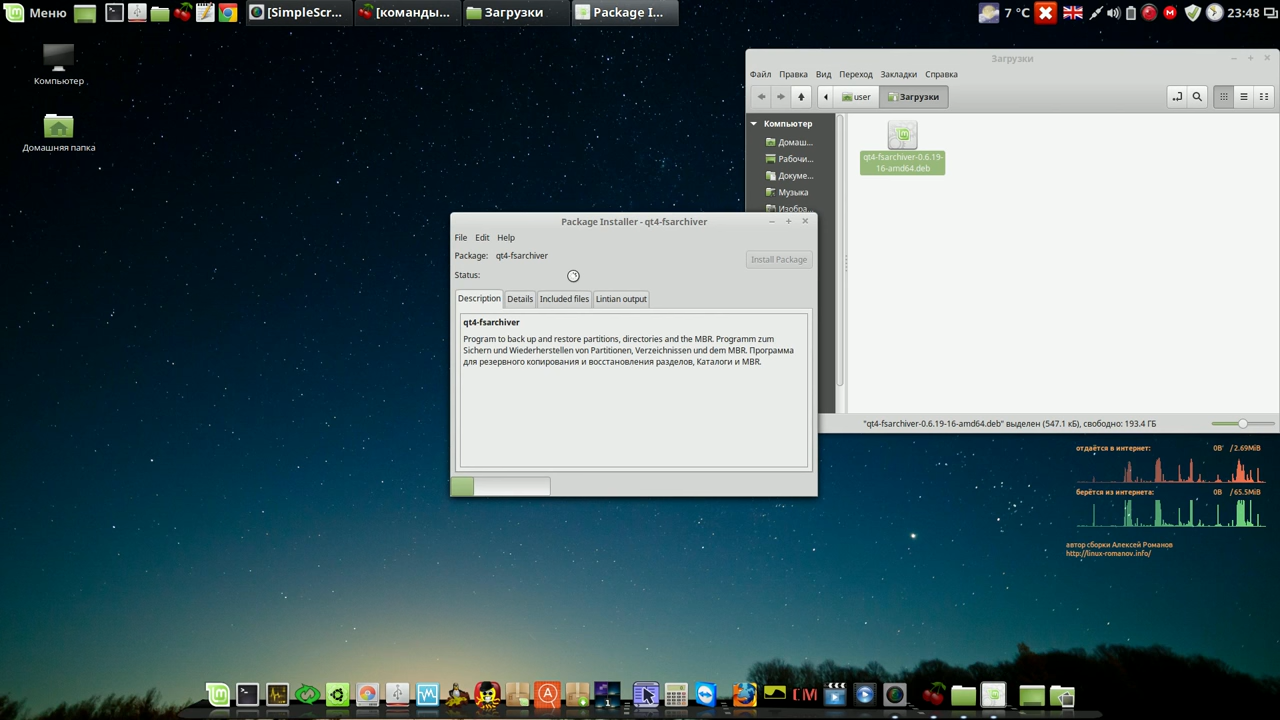 Меню
[SimpleScr...
[команды...
Загрузки
Package I...
7 °C
23:48
Компьютер
Домашняя папка
Загрузки
Файл Правка Вид Переход Закладки Справка
user
Загрузки
Компьютер
Домаш...
Рабочи...
Докуме...
Музыка
Изобра...
qt4-fsarchiver-0.6.19-
16-amd64.deb
"qt4-fsarchiver-0.6.19-16-amd64.deb" выделен (547.1 кБ), свободно: 193.4 ГБ
Package Installer - qt4-fsarchiver
File Edit Help
Package: qt4-fsarchiver
Install Package
Status:
Description Details Included files Lintian output
qt4-fsarchiver
Program to back up and restore partitions, directories and the MBR. Programm zum
Sichern und Wiederherstellen von Partitionen, Verzeichnissen und dem MBR. Программа
для резервного копирования и восстановления разделов, Каталоги и MBR.
отдаётся в интернет: 0B /2.69MiB
берётся из интернета: 0B /65.5MiB
автор сборки Алексей Романов
http://linux-romanov.info/